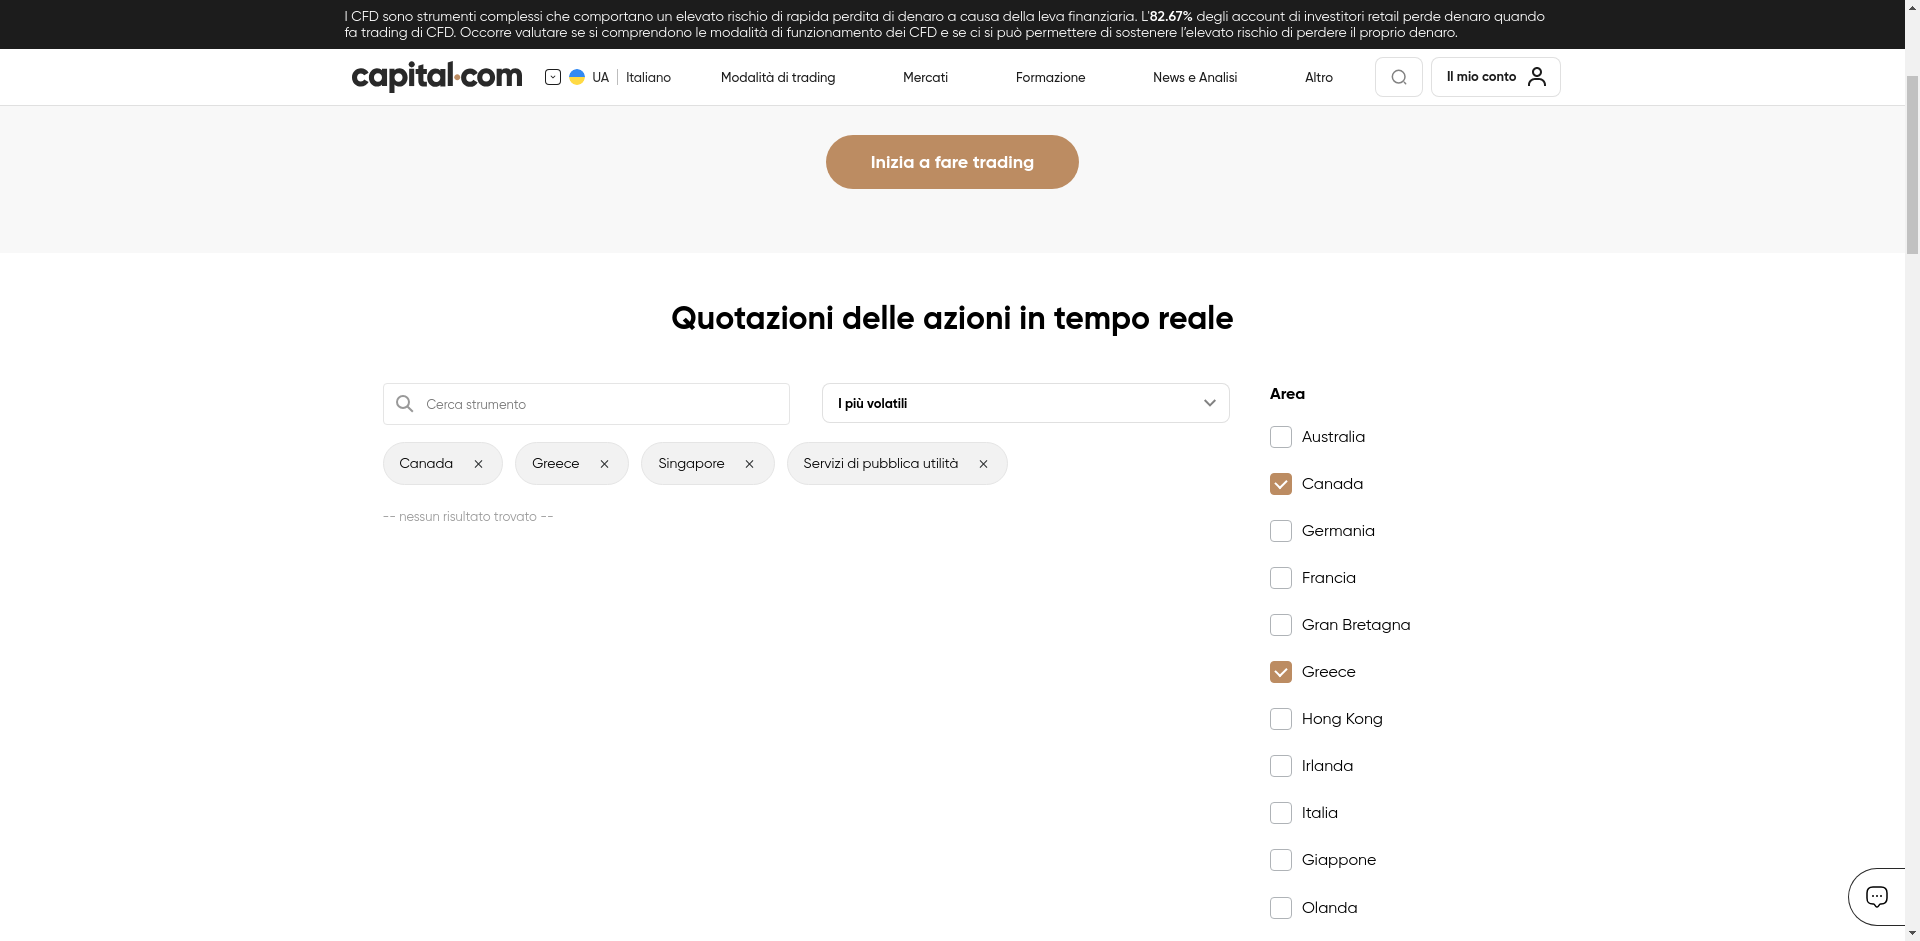 I CFD sono strumenti complessi che comportano un elevato rischio di rapida perdita di denaro a causa della leva finanziaria. L'82.67% degli account di investitori retail perde denaro quando
fa trading di CFD. Occorre valutare se si comprendono le modalità di funzionamento dei CFD e se ci si può permettere di sostenere l'elevato rischio di perdere il proprio denaro.
capital.com UA Italiano Modalità di trading Mercati Formazione News e Analisi Altro Il mio conto
Inizia a fare trading
Quotazioni delle azioni in tempo reale
Cerca strumento
I più volatili
Canada Greece Singapore Servizi di pubblica utilità
-- nessun risultato trovato --
Area
Australia
Canada
Germania
Francia
Gran Bretagna
Greece
Hong Kong
Irlanda
Italia
Giappone
Olanda